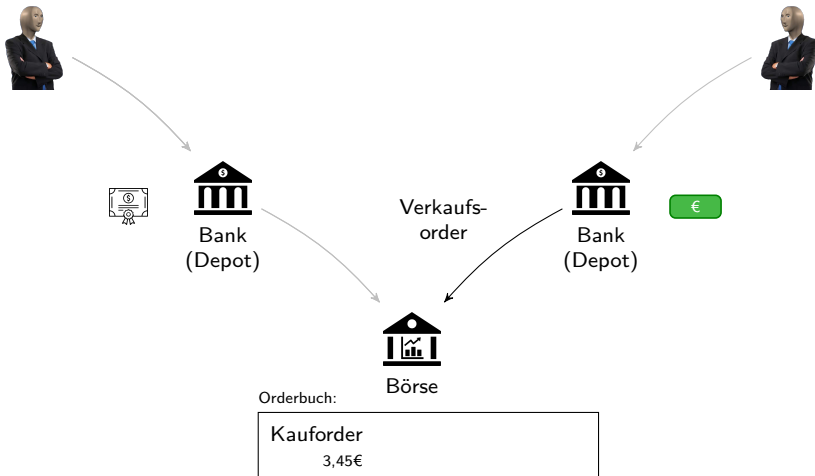 Verkaufs-
order
€
Bank
(Depot)
Bank
(Depot)
Börse
Orderbuch:
Kauforder
3,45€